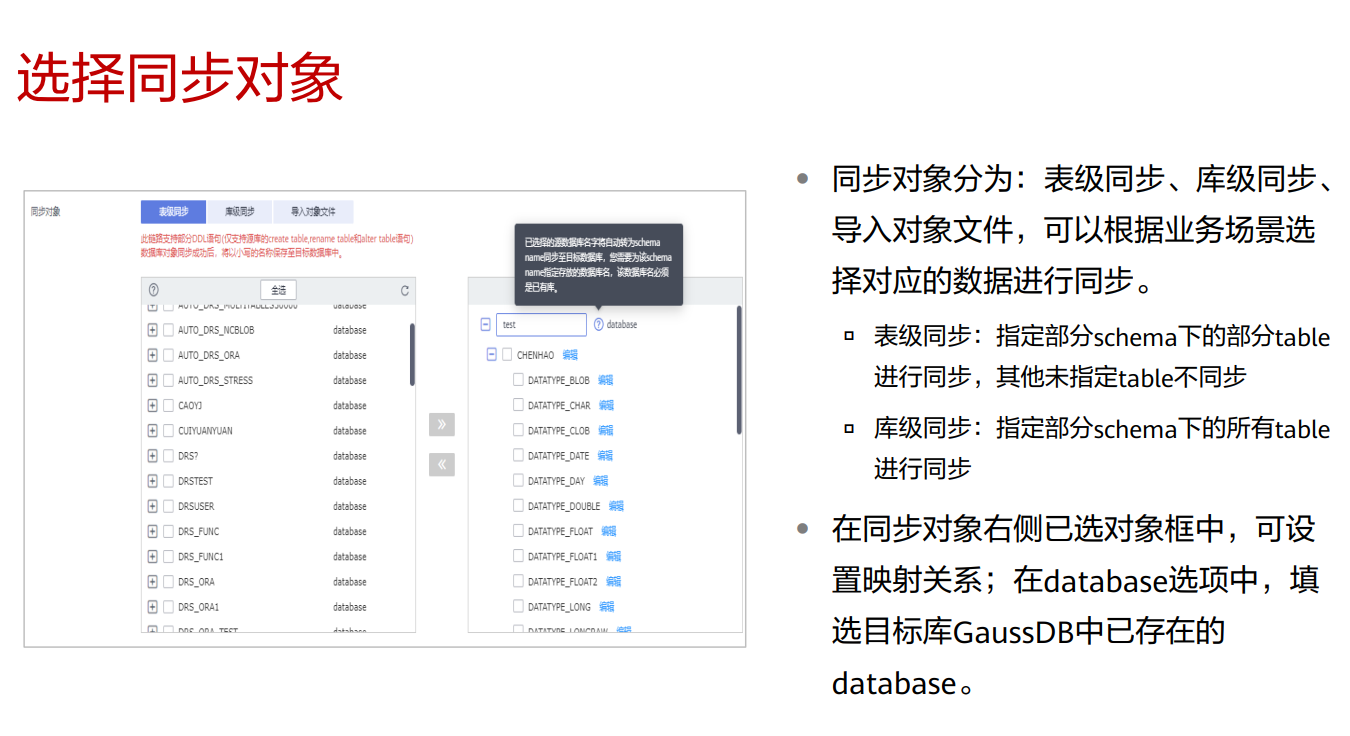 选择同步对象
同步对象
表级同步
库级同步
导入对象文件
此链路支持部分DDL语句(仅支持源库的create table,rename table和alter table语句)
数据库对象同步成功后，将以小写的名称保存至目标数据库中。
全选
AUTO_DRS_MULTITABLES50000 database
AUTO_DRS_NCBLOB database
AUTO_DRS_ORA database
AUTO_DRS_STRESS database
CAOYJ database
CUIYUANYUAN database
DRS? database
DRSTEST database
DRSUSER database
DRS_FUNC database
DRS_FUNC1 database
DRS_ORA database
DRS_ORA1 database
DRS_ORA_TEST database
»
«
已选择的源数据库名字将自动转为schema
name同步至目标数据库，您需要为该schema
name指定存放的数据库名，该数据库名必须
是已有库。
test ? database
CHENHAO 编辑
DATATYPE_BLOB 编辑
DATATYPE_CHAR 编辑
DATATYPE_CLOB 编辑
DATATYPE_DATE 编辑
DATATYPE_DAY 编辑
DATATYPE_DOUBLE 编辑
DATATYPE_FLOAT 编辑
DATATYPE_FLOAT1 编辑
DATATYPE_FLOAT2 编辑
DATATYPE_LONG 编辑
DATATYPE_LONGRAW 编辑
同步对象分为：表级同步、库级同步、
导入对象文件，可以根据业务场景选
择对应的数据进行同步。
表级同步：指定部分schema下的部分table
进行同步，其他未指定table不同步
库级同步：指定部分schema下的所有table
进行同步
在同步对象右侧已选对象框中，可设
置映射关系；在database选项中，填
选目标库GaussDB中已存在的
database。